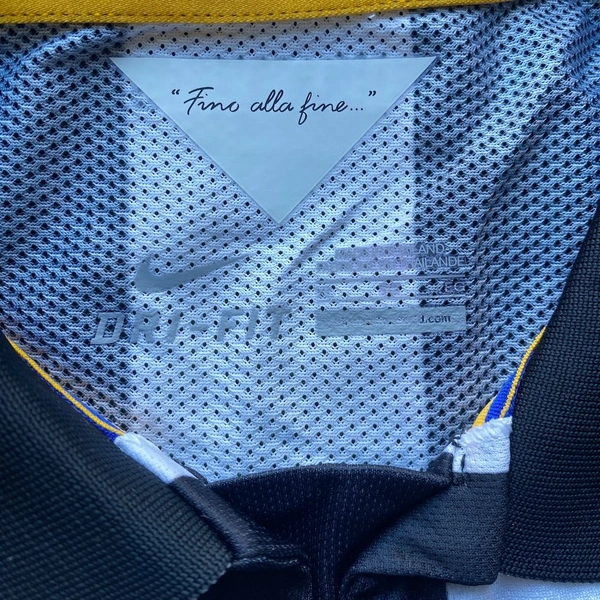 “Fino alla fine...”
DRI-FIT